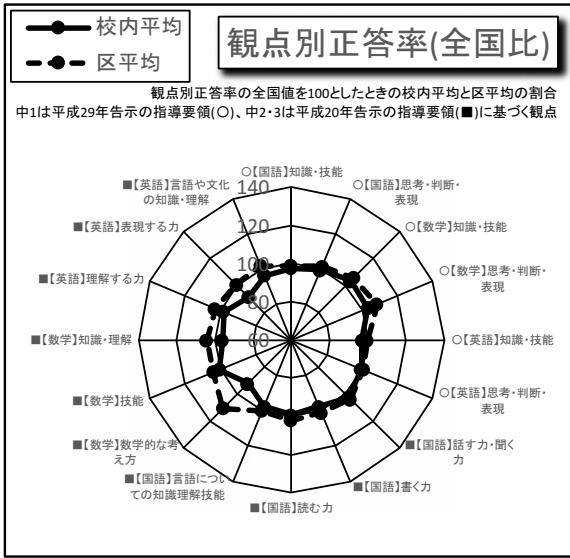 校内平均
区平均
観点別正答率(全国比)
観点別正答率の全国値を100としたときの校内平均と区平均の割合
中1は平成29年告示の指導要領(○)、中2・3は平成20年告示の指導要領(■)に基づく観点
○【国語】知識・技能
○【国語】思考・判断・
表現
○【数学】知識・技能
○【数学】思考・判断・
表現
○【英語】知識・技能
○【英語】思考・判断・
表現
■【国語】話す力・聞く
力
■【国語】書く力
■【国語】読む力
■【国語】言語につい
ての知識理解技能
■【数学】数学的な考
え方
■【数学】技能
■【数学】知識・理解
■【英語】理解する力
■【英語】表現する力
■【英語】言語や文化
の知識・理解
140
120
100
80
60